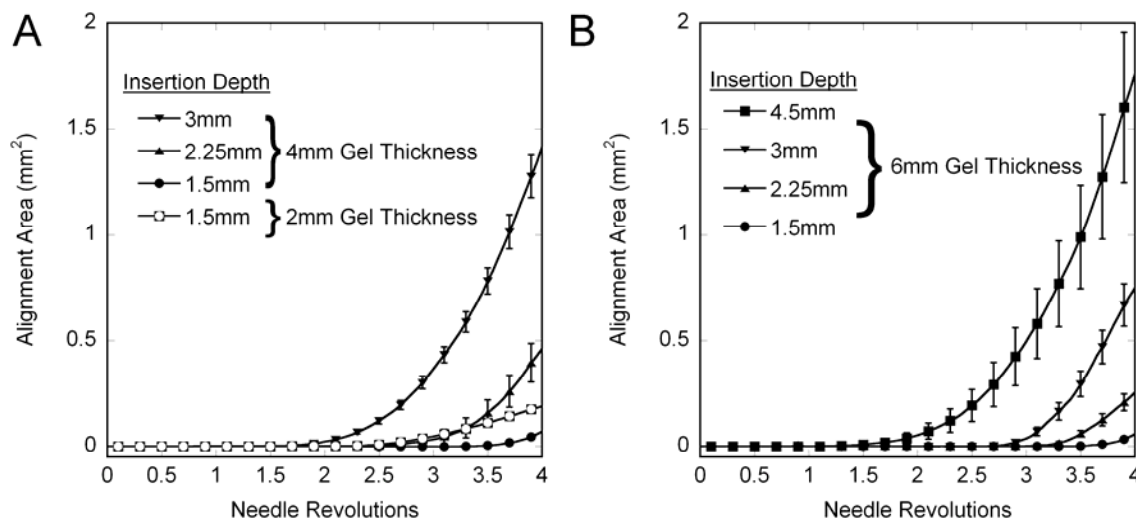 A
Insertion Depth
3mm
2.25mm
1.5mm
4mm Gel Thickness
1.5mm
2mm Gel Thickness
Alignment Area (mm²)
2
1.5
1
0.5
0
0 0.5 1 1.5 2 2.5 3 3.5 4
Needle Revolutions
B
Insertion Depth
4.5mm
3mm
2.25mm
1.5mm
6mm Gel Thickness
Alignment Area (mm²)
2
1.5
1
0.5
0
0 0.5 1 1.5 2 2.5 3 3.5 4
Needle Revolutions